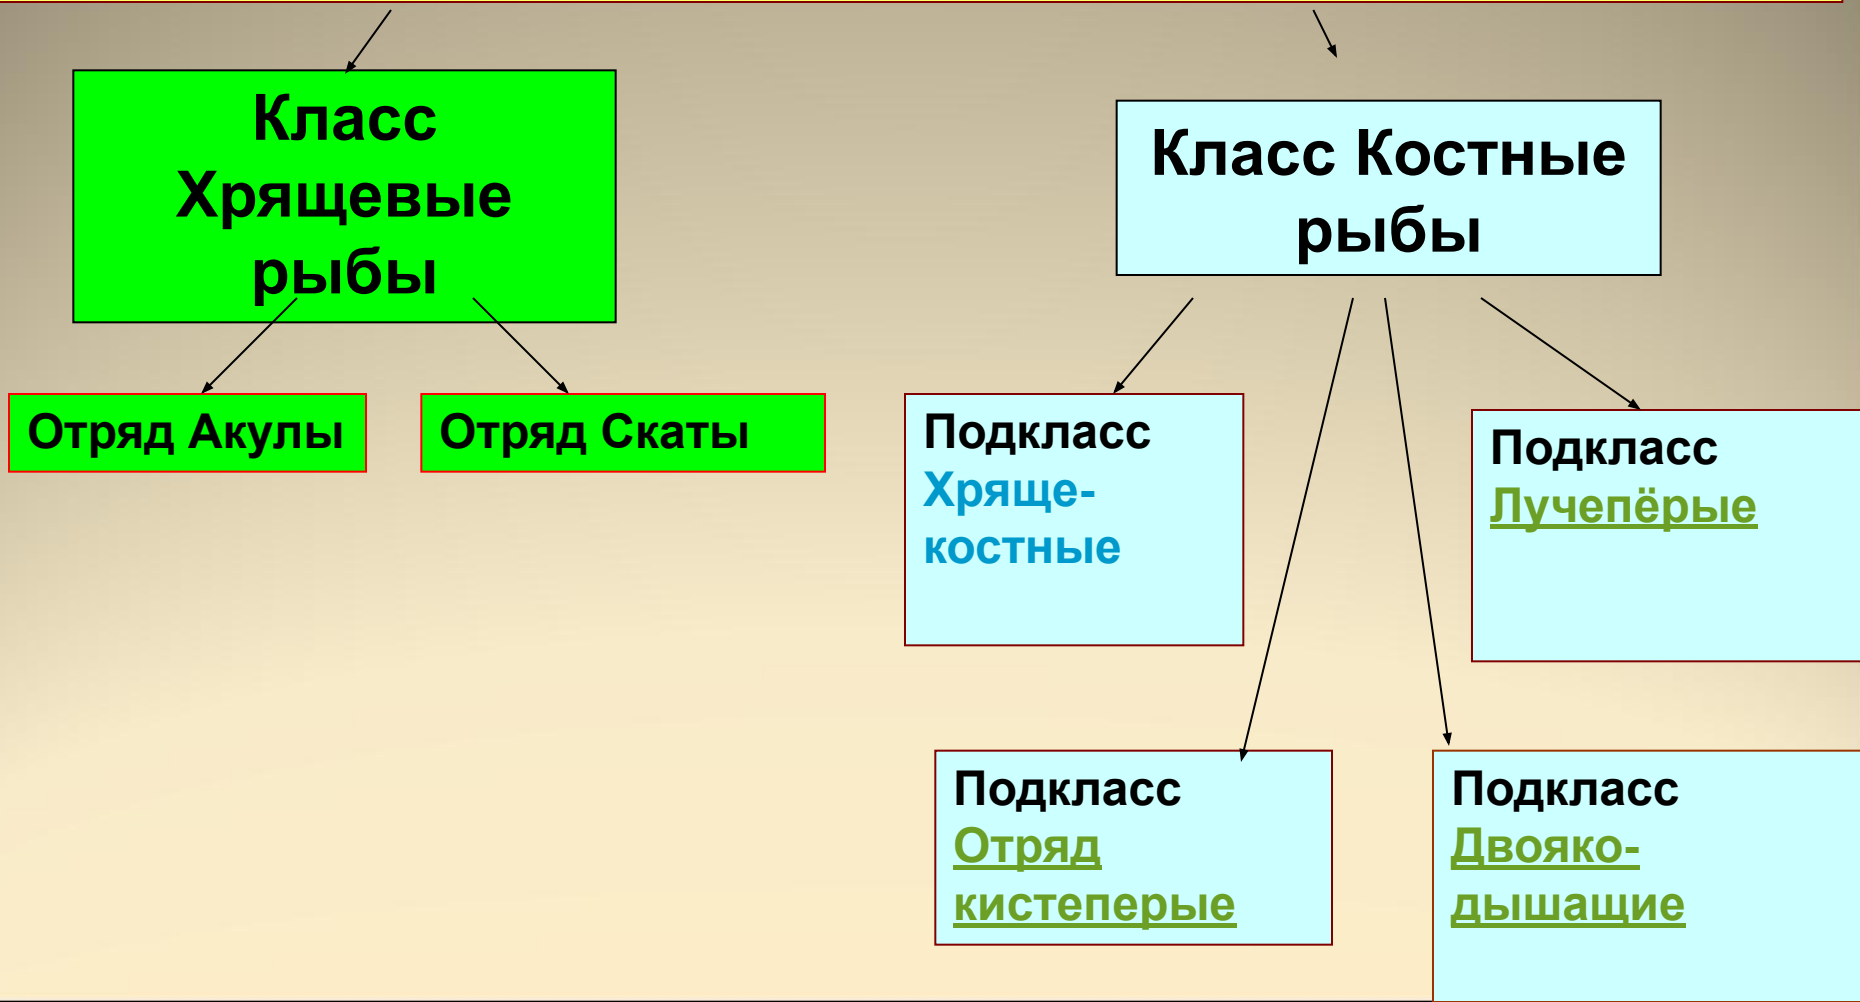 Класс
Хрящевые
рыбы
Класс Костные
рыбы
Отряд Акулы
Отряд Скаты
Подкласс
Хряще-
костные
Подкласс
Лучепёрые
Подкласс
Отряд
кистеперые
Подкласс
Двояко-
дышащие